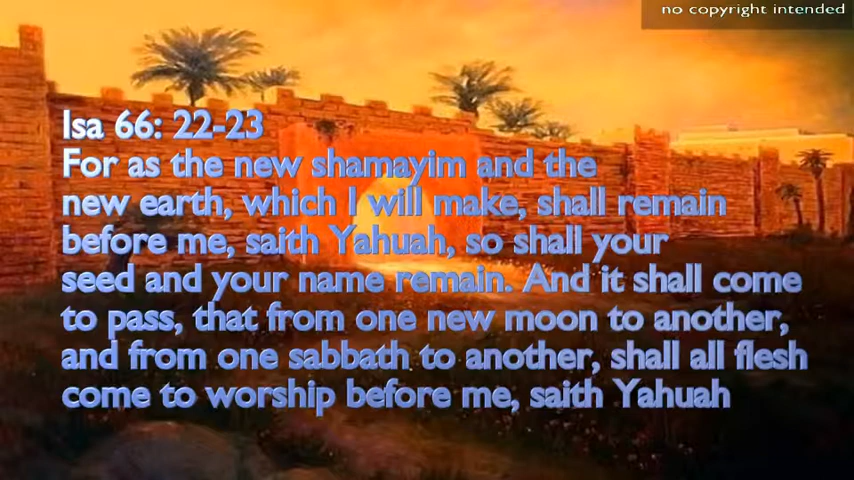 no copyright intended
Isa 66: 22-23
For as the new shamayim and the
new earth, which I will make, shall remain
before me, saith Yahuah, so shall your
seed and your name remain. And it shall come
to pass, that from one new moon to another,
and from one sabbath to another, shall all flesh
come to worship before me, saith Yahuah